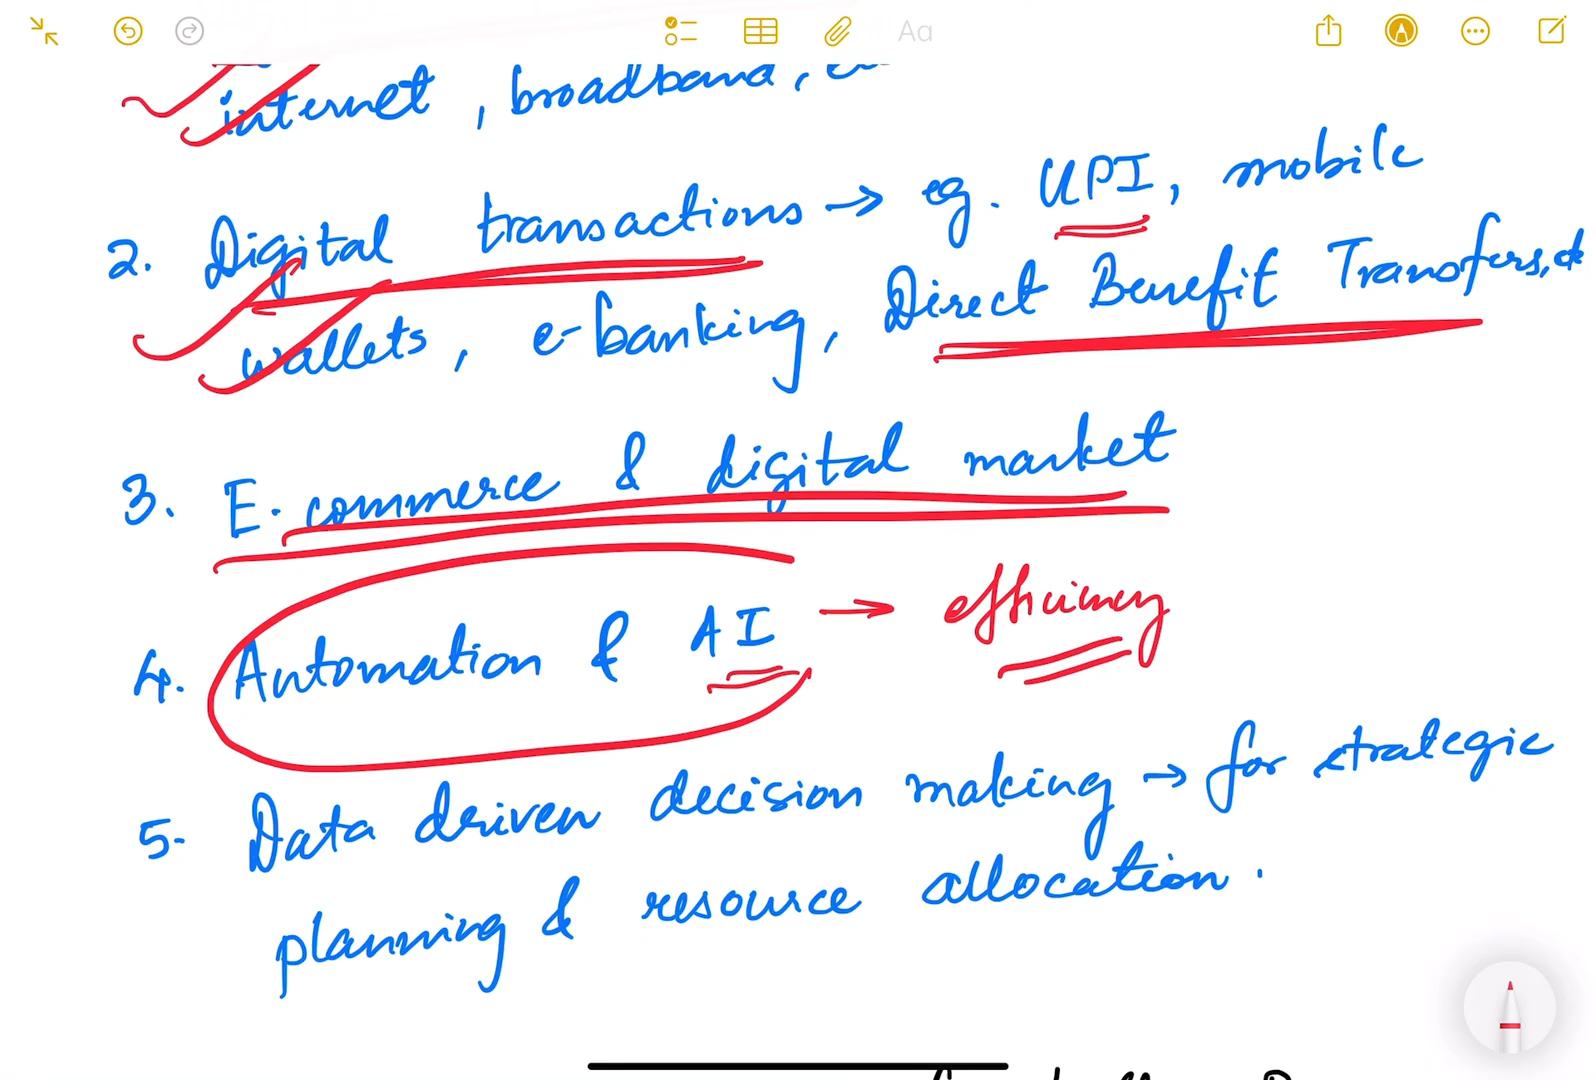 Aa
internet, broadband,
2. Digital transactions → eg. UPI, mobile
wallets, e-banking, Direct Benefit Transfers,
3. E-commerce & digital market
4. Automation & AI → efficiency
5- Data driven decision making → for strategic
planning & resource allocation.